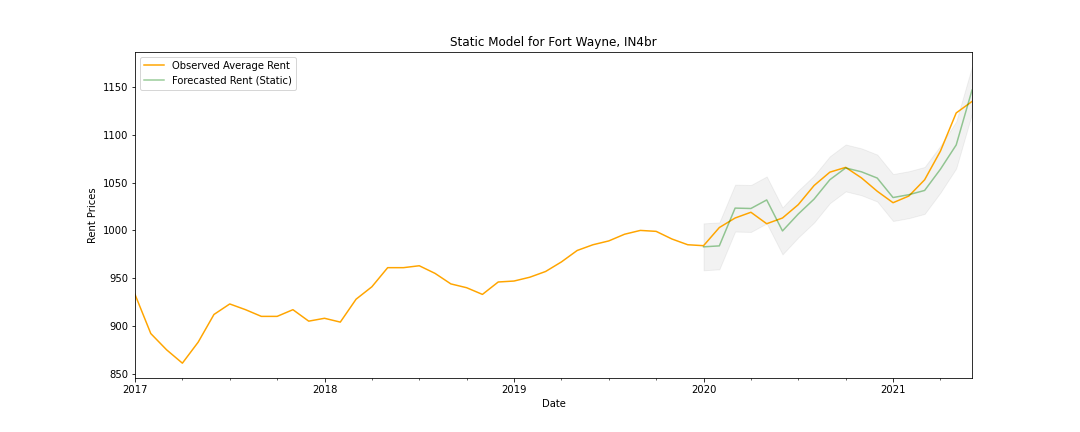 Static Model for Fort Wayne, IN4br
Observed Average Rent
Forecasted Rent (Static)
1150
1100
1050
1000
950
900
850
Rent Prices
2017
2018
2019
2020
2021
Date